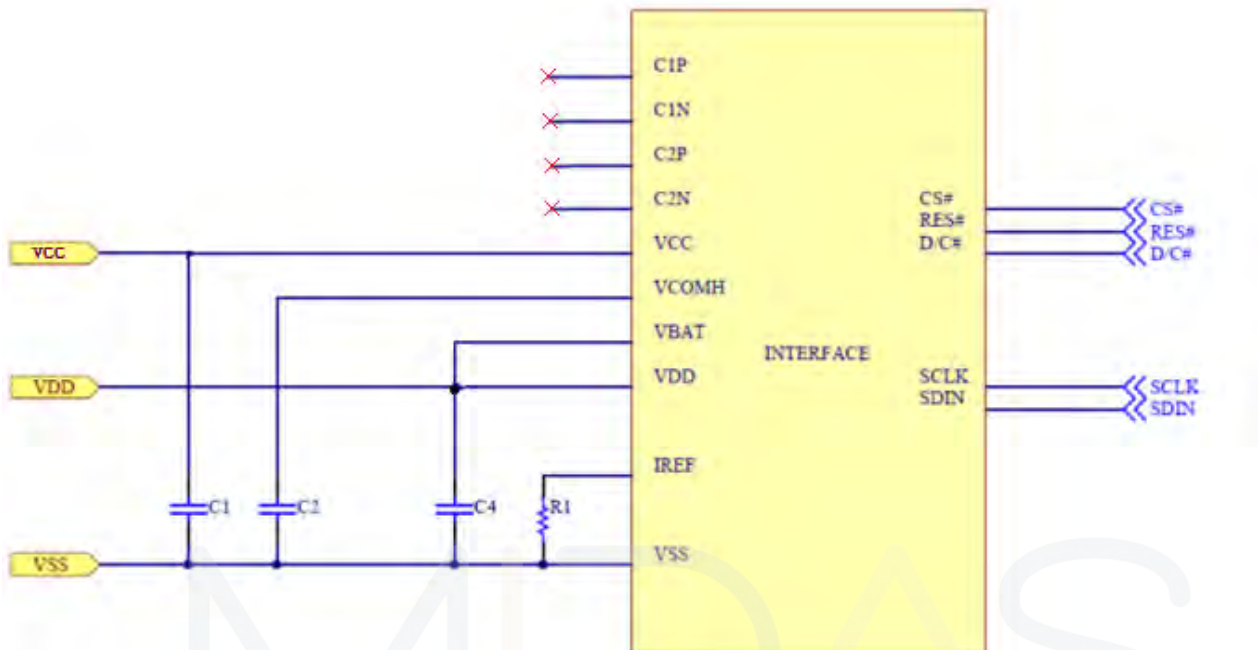 C1P
C1N
C2P
C2N
CS#
CS#
RES#
RES#
VCC
VCC
D/C#
D/C#
VCOMH
VBAT
INTERFACE
VDD
VDD
SCLK
SCLK
SDIN
SDIN
IREF
C1
C2
C4
R1
VSS
VSS
MIDAS